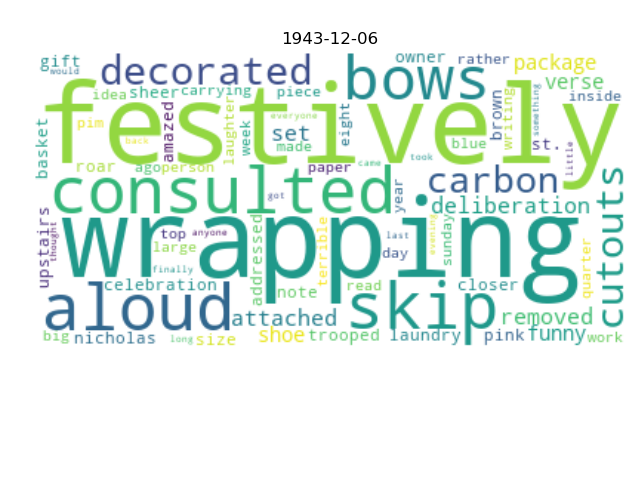 1943-12-06
gift
would
decorated
bows
owner
rather
package
verse
idea
sheer
carrying
piece
inside
festively
everyone
something
basket
pim
amazed
laughter
week
set
made
eight
back
blue
brown
writing
st.
little
roar
ago
person
paper
came
took
consulted
got
year
carbon
deliberation
cutouts
upstairs
thought
wrapping
top
anyone
large
finally
addressed
terrible
last
day
evening
sunday
quarter
celebration
note
read
closer
aloud
attached
skip
removed
big
nicholas
long
size
shoe
trooped
laundry
pink
funny
work